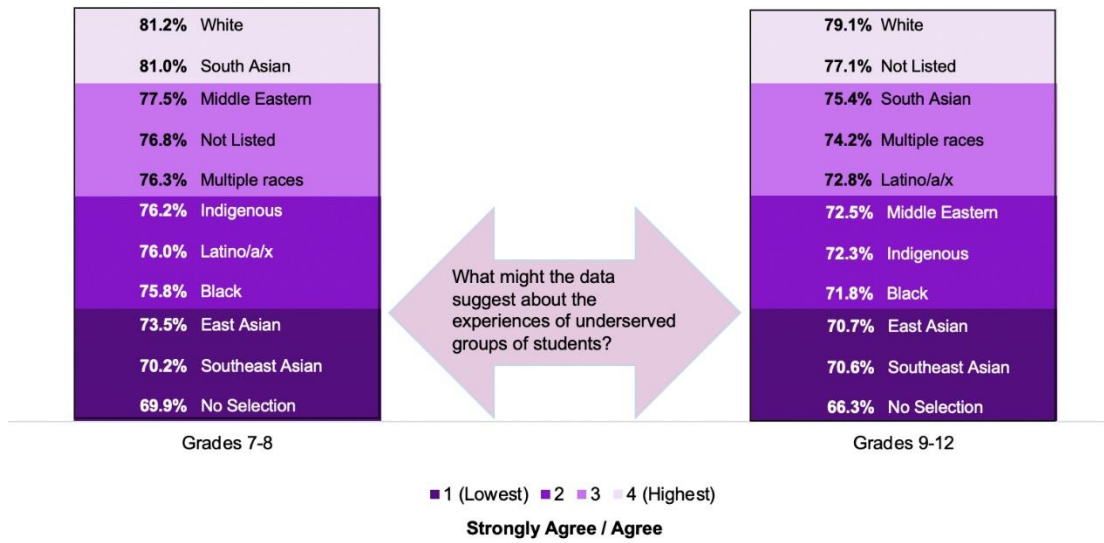 81.2% White
81.0% South Asian
77.5% Middle Eastern
76.8% Not Listed
76.3% Multiple races
76.2% Indigenous
76.0% Latino/a/x
75.8% Black
73.5% East Asian
70.2% Southeast Asian
69.9% No Selection
Grades 7-8
What might the data
suggest about the
experiences of underserved
groups of students?
79.1% White
77.1% Not Listed
75.4% South Asian
74.2% Multiple races
72.8% Latino/a/x
72.5% Middle Eastern
72.3% Indigenous
71.8% Black
70.7% East Asian
70.6% Southeast Asian
66.3% No Selection
Grades 9-12
1 (Lowest) 2 3 4 (Highest)
Strongly Agree / Agree